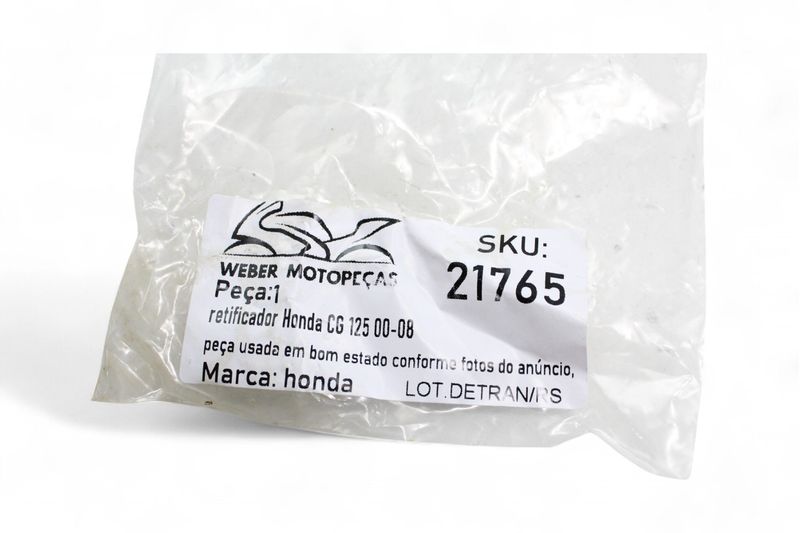 WEBER MOTOPEÇAS
SKU:
21765
Peça:1
retificador Honda CG 125 00-08
peça usada em bom estado conforme fotos do anúncio,
Marca: honda
LOT.DETRAN/RS